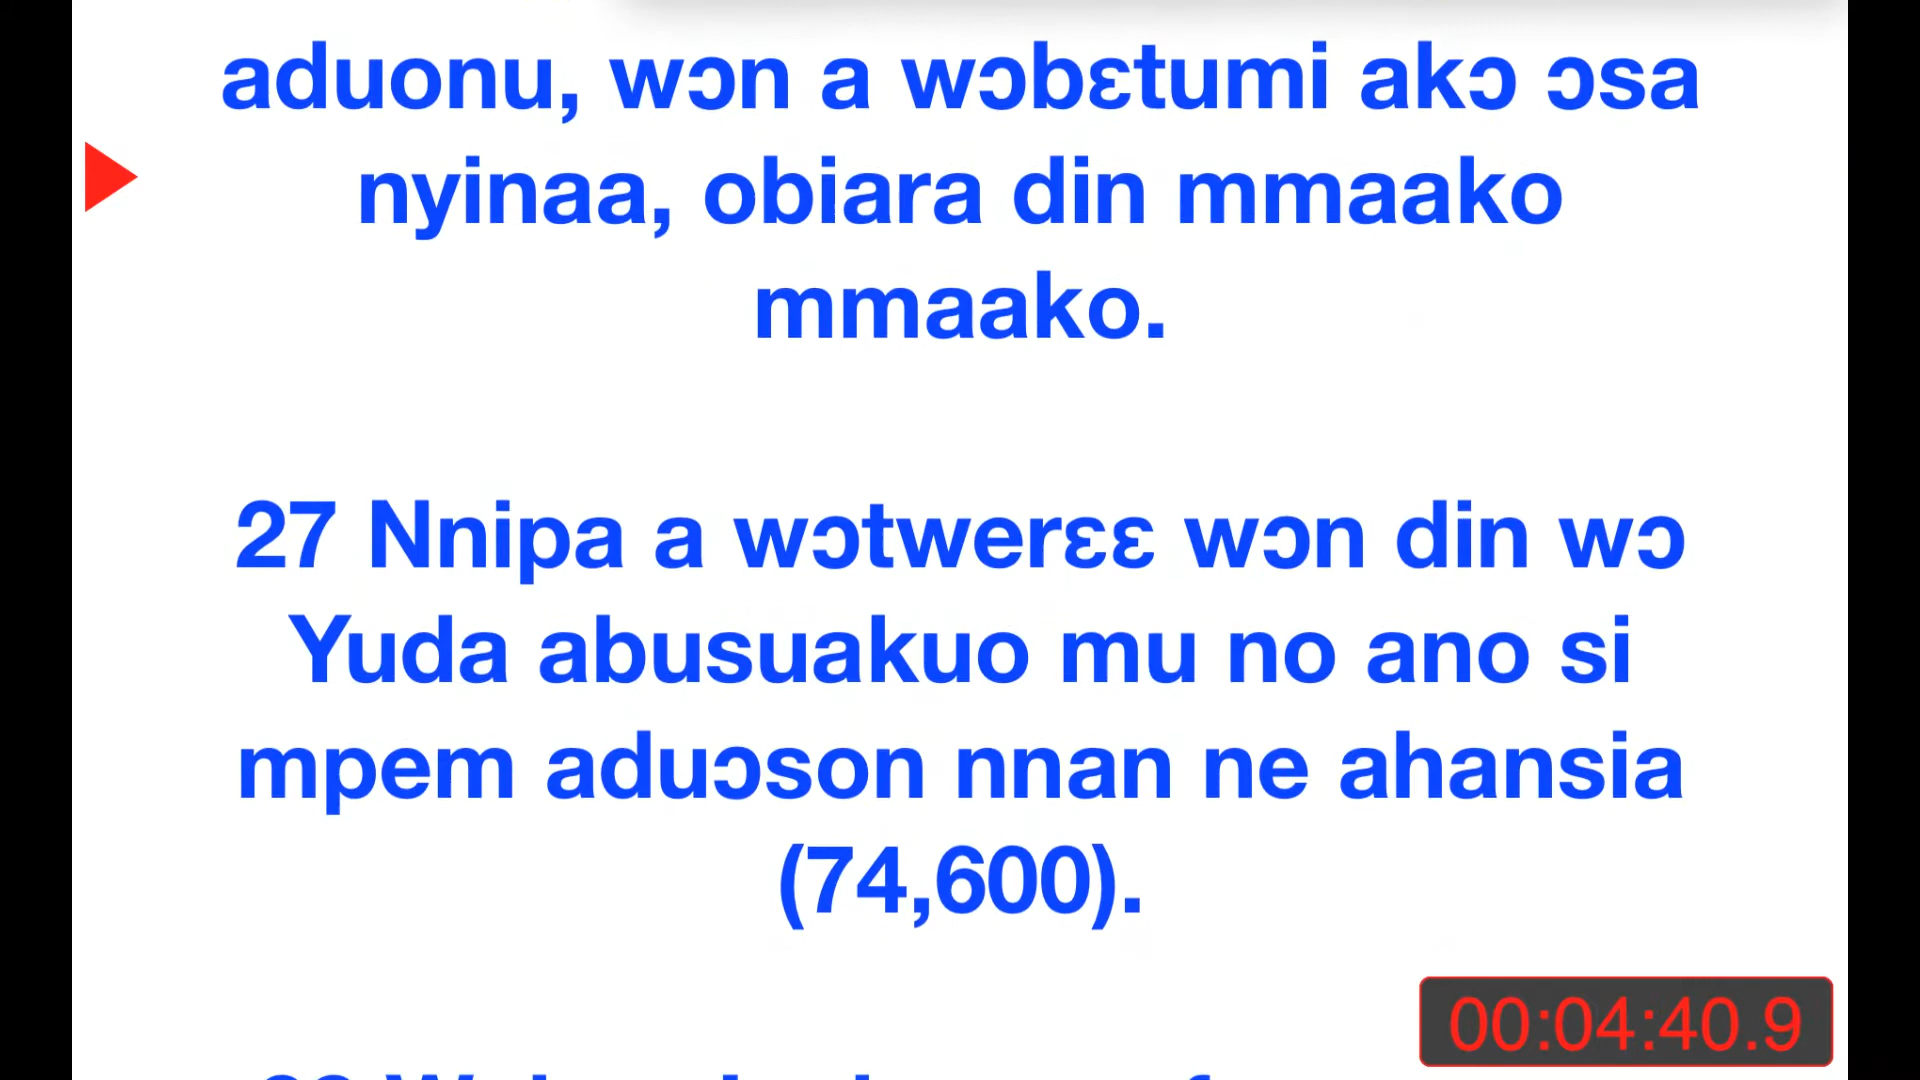 aduonu, wɔn a wɔbɛtumi akɔ ɔsa
nyinaa, obiara din mmaako
mmaako.
27 Nnipa a wɔtwerɛɛ wɔn din wɔ
Yuda abusuakuo mu no ano si
mpem aduɔson nnan ne ahansia
(74,600).
00:04:40.9